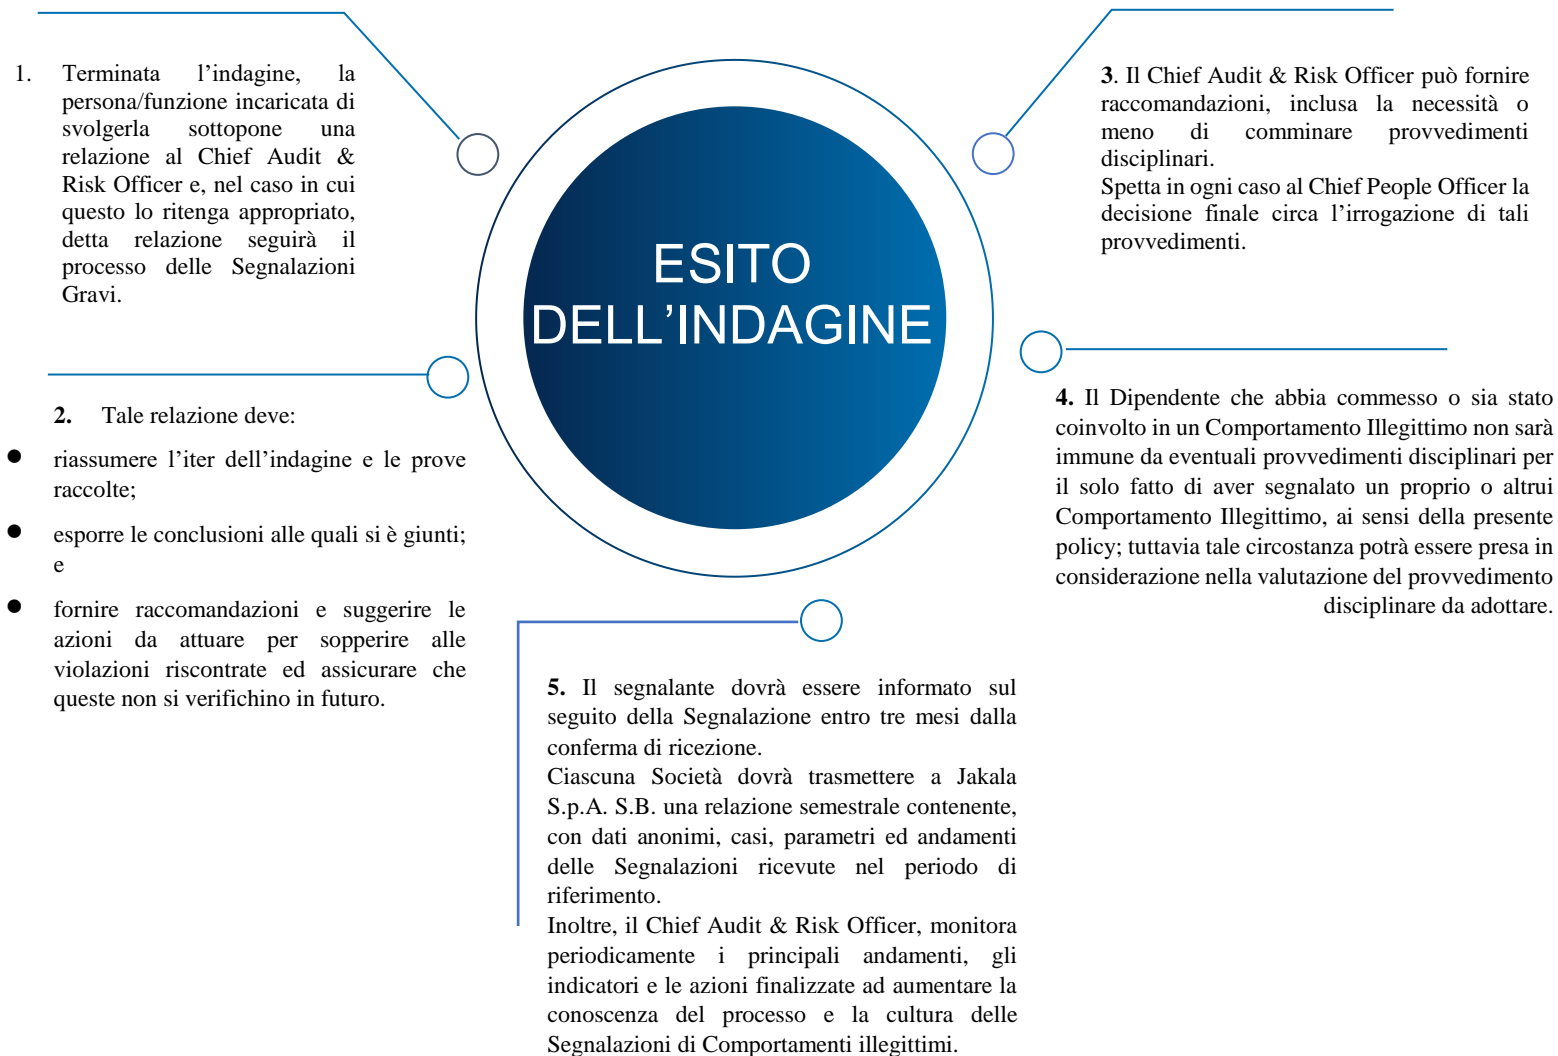 1. Terminata l’indagine, la
persona/funzione incaricata di
svolgerla sottopone una
relazione al Chief Audit &
Risk Officer e, nel caso in cui
questo lo ritenga appropriato,
detta relazione seguirà il
processo delle Segnalazioni
Gravi.
2. Tale relazione deve:
● riassumere l’iter dell’indagine e le prove
raccolte;
● esporre le conclusioni alle quali si è giunti;
e
● fornire raccomandazioni e suggerire le
azioni da attuare per sopperire alle
violazioni riscontrate ed assicurare che
queste non si verifichino in futuro.
ESITO
DELL’INDAGINE
3. Il Chief Audit & Risk Officer può fornire
raccomandazioni, inclusa la necessità o
meno di comminare provvedimenti
disciplinari.
Spetta in ogni caso al Chief People Officer la
decisione finale circa l’irrogazione di tali
provvedimenti.
4. Il Dipendente che abbia commesso o sia stato
coinvolto in un Comportamento Illegittimo non sarà
immune da eventuali provvedimenti disciplinari per
il solo fatto di aver segnalato un proprio o altrui
Comportamento Illegittimo, ai sensi della presente
policy; tuttavia tale circostanza potrà essere presa in
considerazione nella valutazione del provvedimento
disciplinare da adottare.
5. Il segnalante dovrà essere informato sul
seguito della Segnalazione entro tre mesi dalla
conferma di ricezione.
Ciascuna Società dovrà trasmettere a Jakala
S.p.A. S.B. una relazione semestrale contenente,
con dati anonimi, casi, parametri ed andamenti
delle Segnalazioni ricevute nel periodo di
riferimento.
Inoltre, il Chief Audit & Risk Officer, monitora
periodicamente i principali andamenti, gli
indicatori e le azioni finalizzate ad aumentare la
conoscenza del processo e la cultura delle
Segnalazioni di Comportamenti illegittimi.